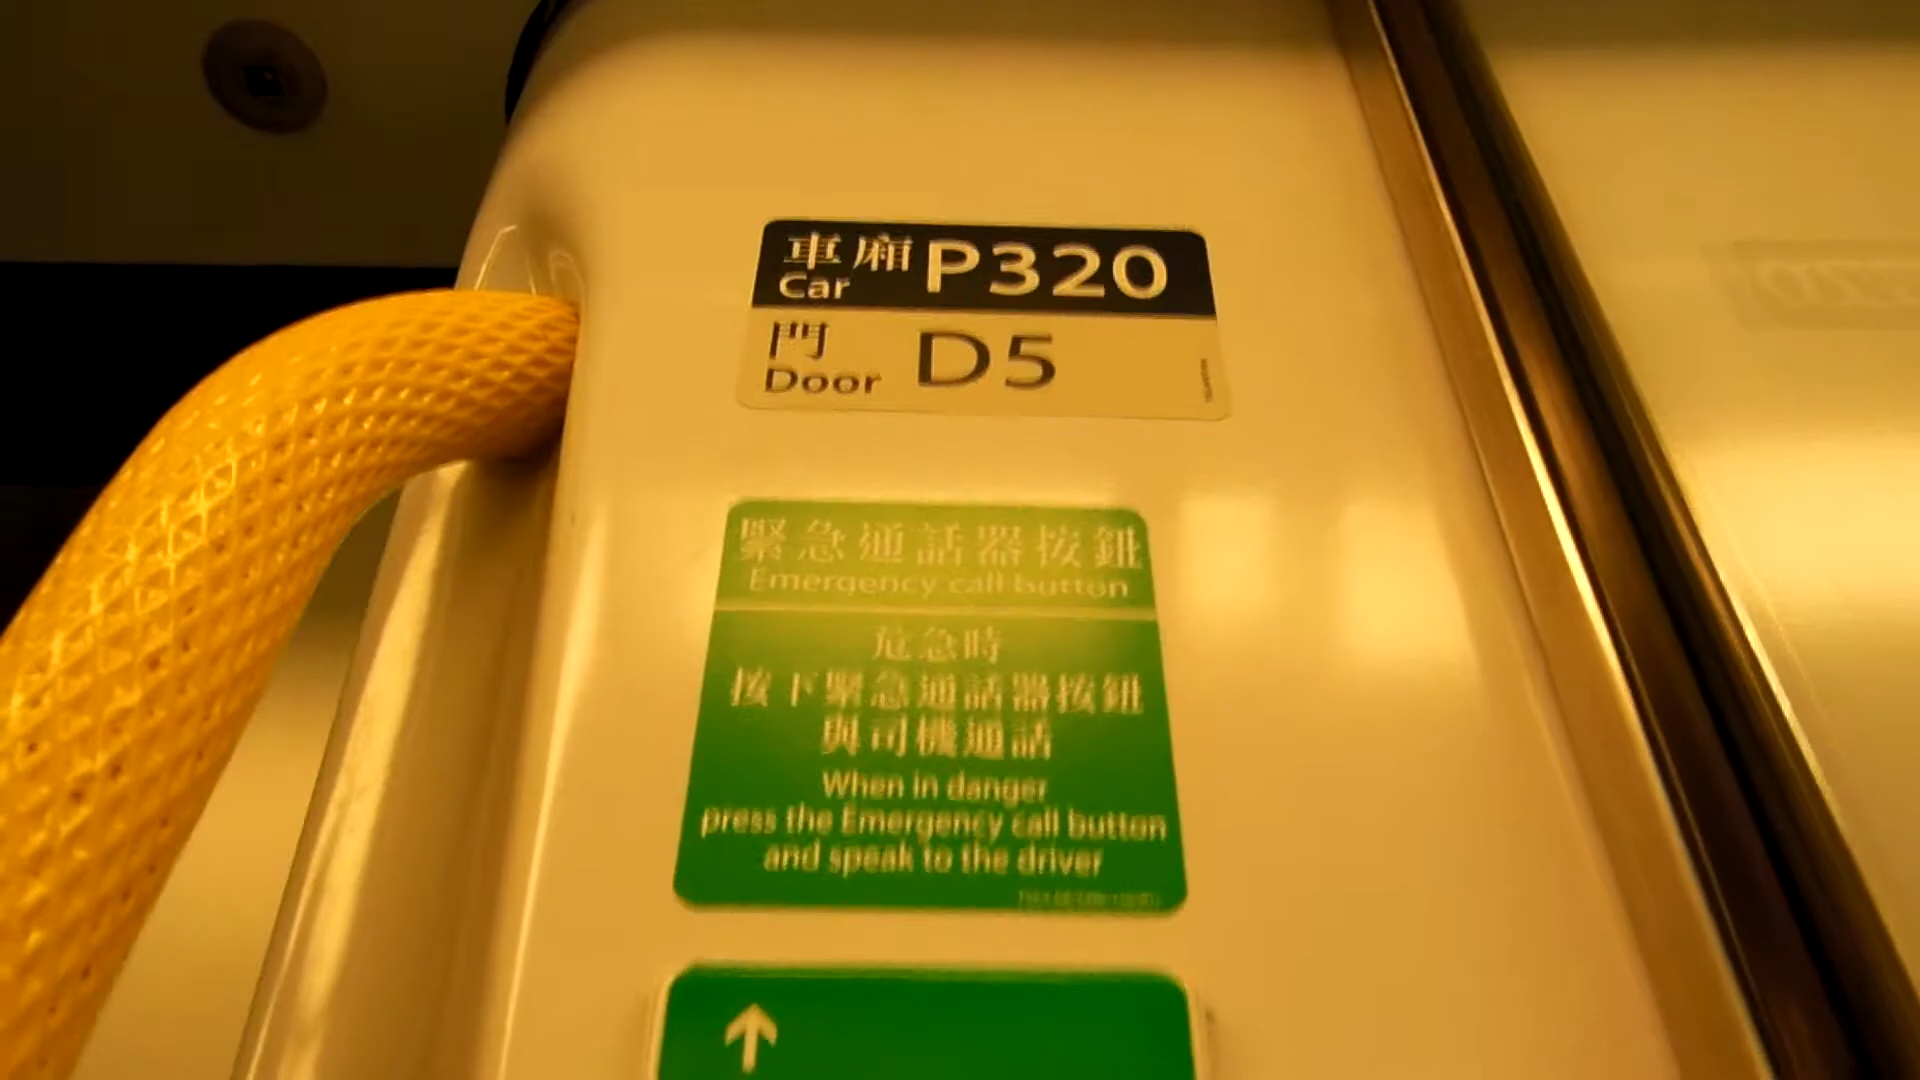 車廂 P320
Car
門 D5
Door
緊急通話器按鈕
Emergency call button
危急時
按下緊急通話器按鈕
與司機通話
When in danger
press the Emergency call button
and speak to the driver